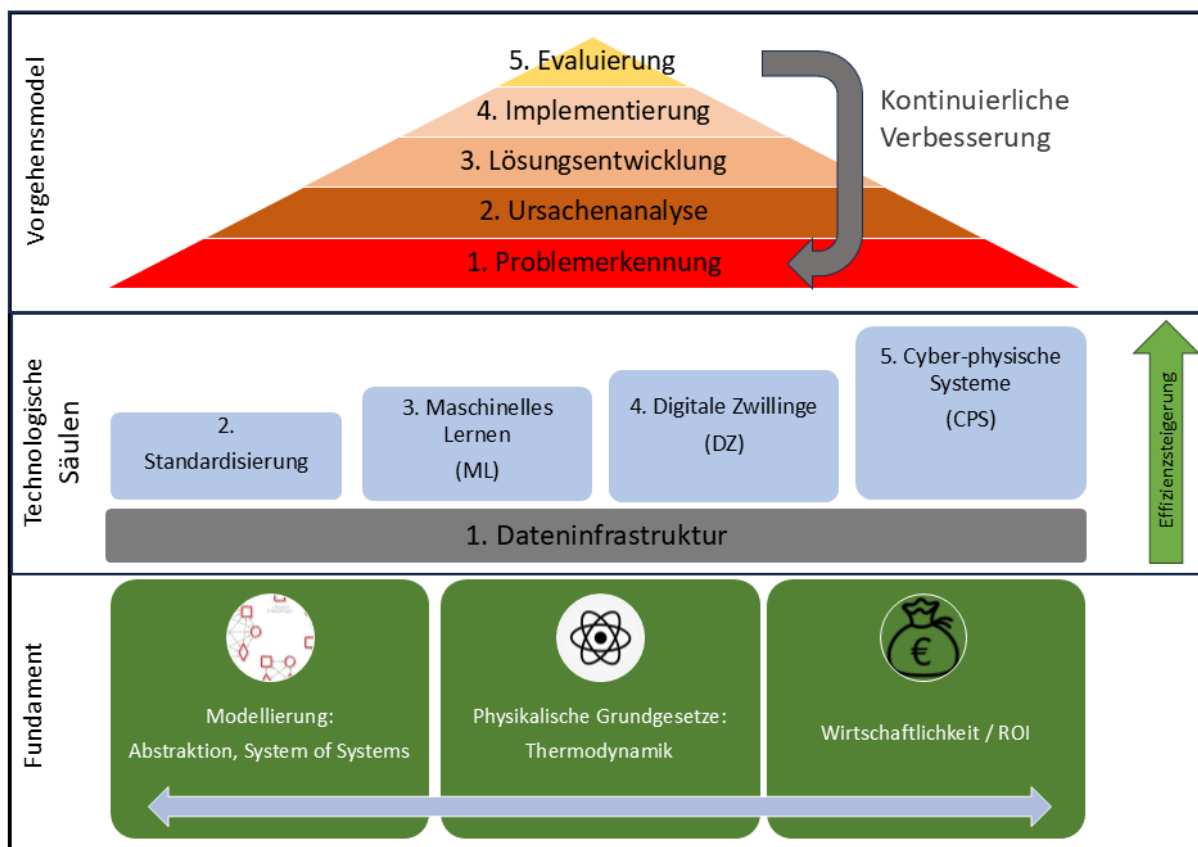 Vorgehensmodel
5. Evaluierung
4. Implementierung
3. Lösungsentwicklung
2. Ursachenanalyse
1. Problemerkennung
Kontinuierliche
Verbesserung
Technologische
Säulen
2.
Standardisierung
3. Maschinelles
Lernen
(ML)
4. Digitale Zwillinge
(DZ)
5. Cyber-physische
Systeme
(CPS)
1. Dateninfrastruktur
Effizienzsteigerung
Fundament
Modellierung:
Abstraktion, System of Systems
Physikalische Grundgesetze:
Thermodynamik
€
Wirtschaftlichkeit / ROI